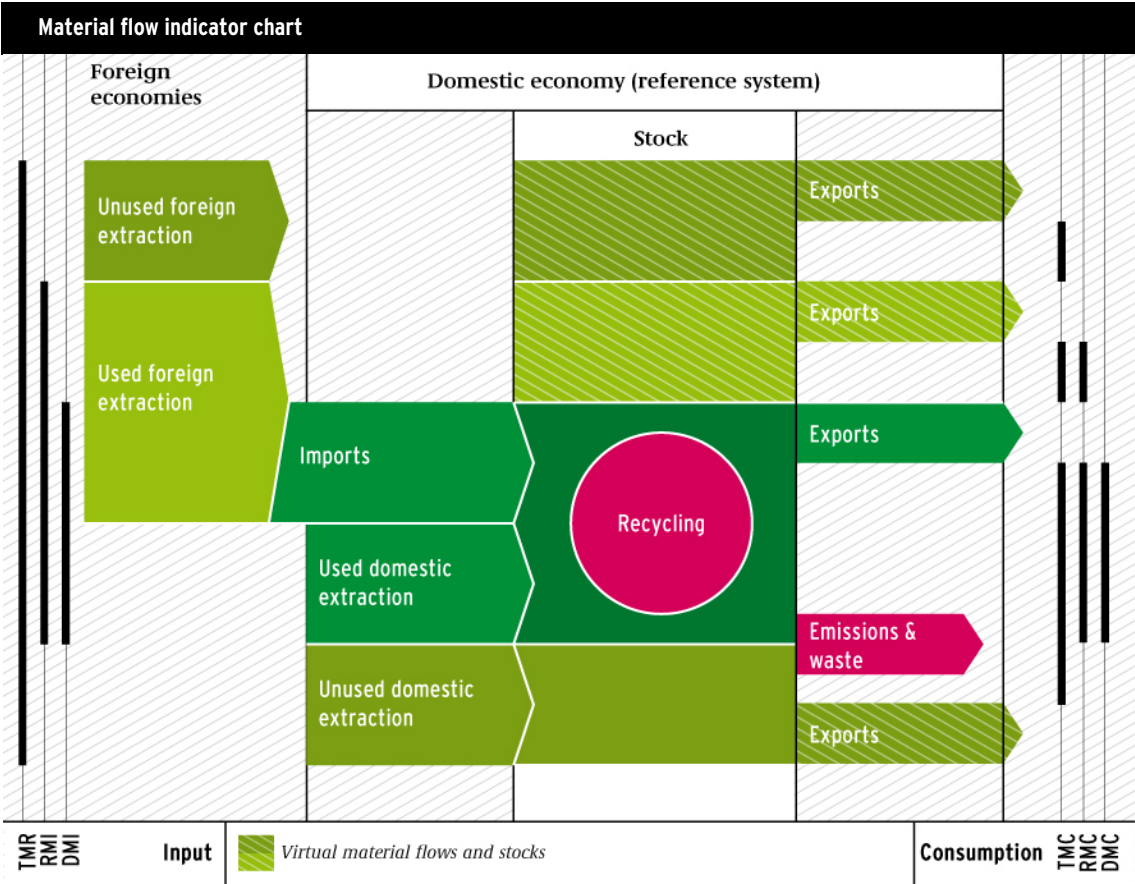 Material flow indicator chart
Foreign
economies
Domestic economy (reference system)
Stock
Unused foreign
extraction
Exports
Used foreign
extraction
Exports
Imports
Exports
Recycling
Used domestic
extraction
Emissions &
waste
Unused domestic
extraction
Exports
TMR
RMI
DMI
Input
Virtual material flows and stocks
Consumption
TMC
RMC
DMC